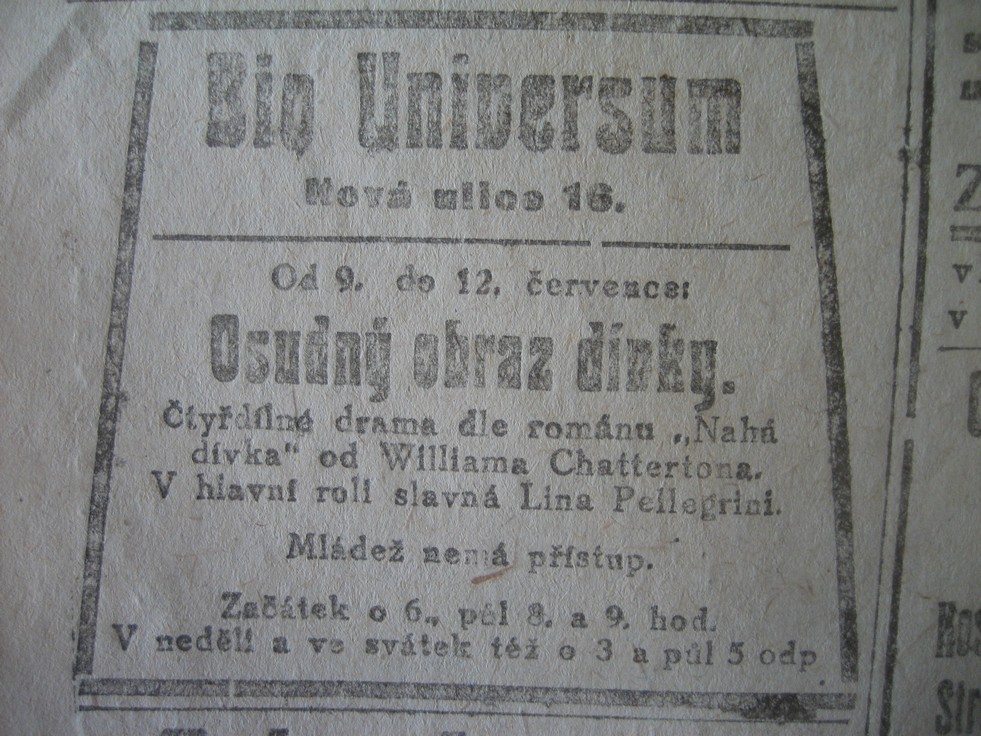 Bio Universum
Nová ulice 16.
Od 9. do 12. července:
Osudný obraz dívky.
Čtyřdílné drama dle románu „Nahá
dívka“ od Williama Chattertona.
V hlavní roli slavná Lina Pellegrini.
Mládež nemá přístup.
Začátek o 6., půl 8. a 9. hod.
V neděli a ve svátek též o 3 a půl 5 odp